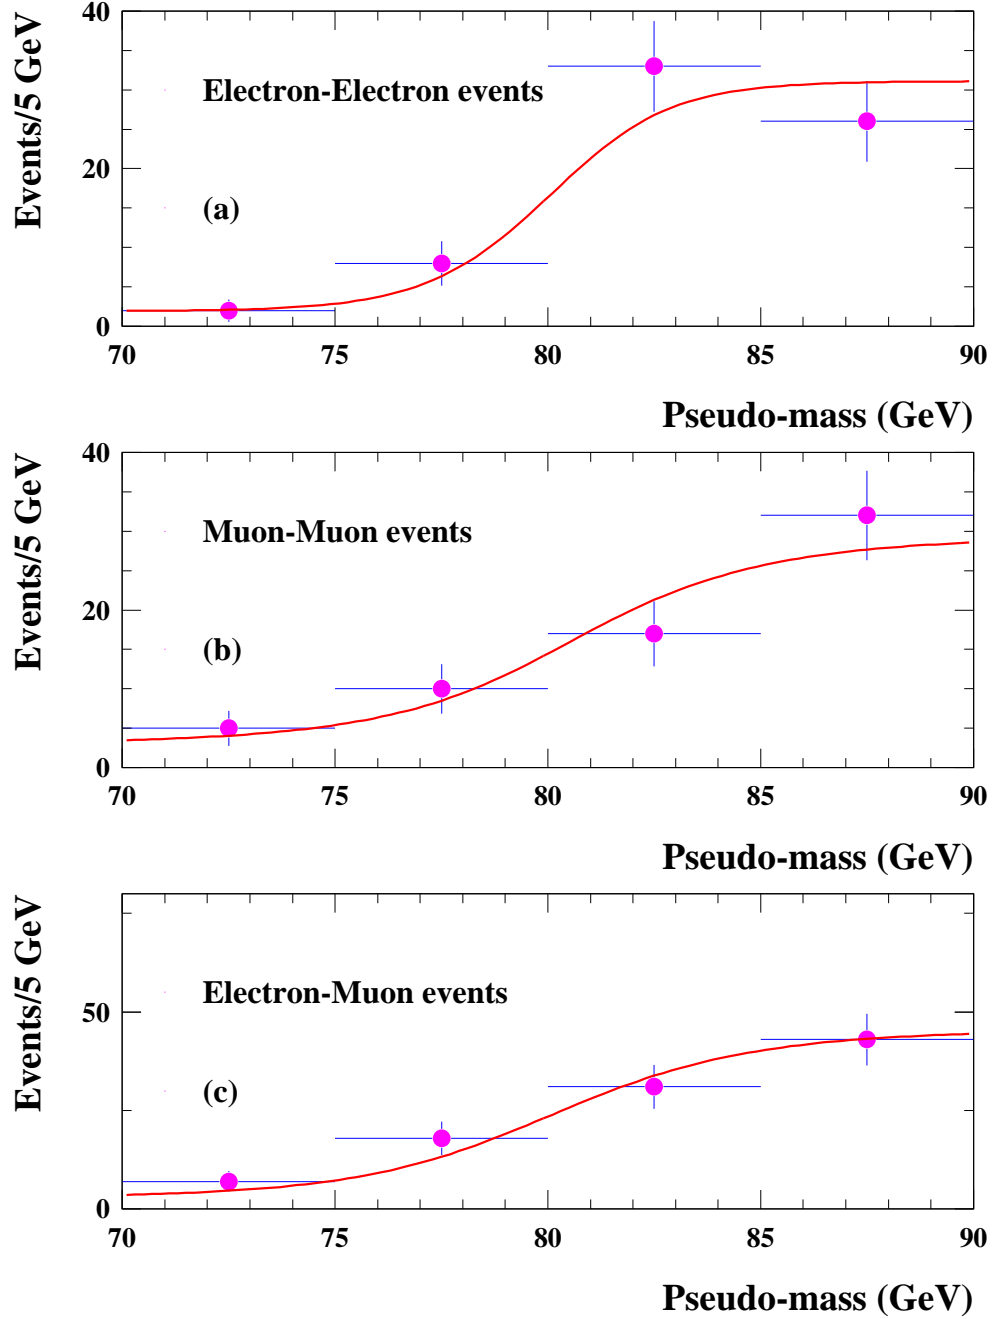 Events/5 GeV
40
20
0
Electron-Electron events
(a)
70 75 80 85 90
Pseudo-mass (GeV)
Events/5 GeV
40
20
0
Muon-Muon events
(b)
70 75 80 85 90
Pseudo-mass (GeV)
Events/5 GeV
50
0
Electron-Muon events
(c)
70 75 80 85 90
Pseudo-mass (GeV)